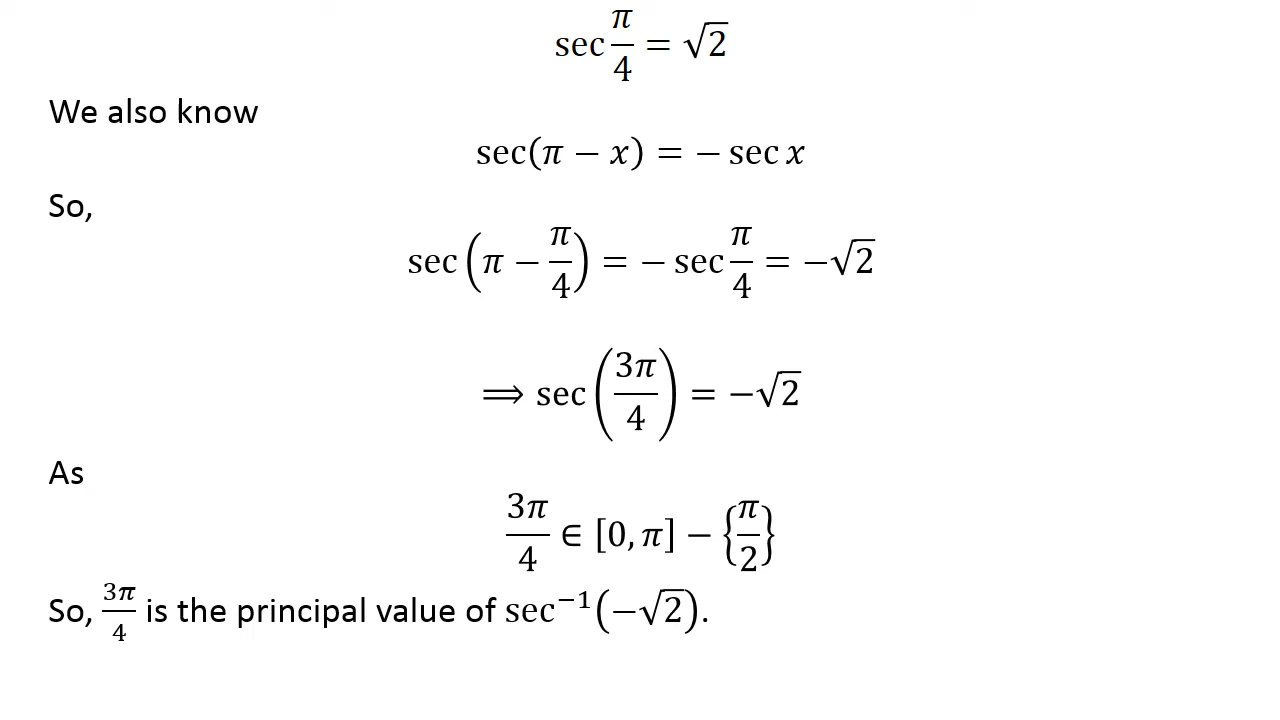 sec π/4 = √2
We also know
sec(π − x) = − sec x
So,
sec (π − π/4) = − sec π/4 = −√2
⟹ sec (3π/4) = −√2
As
3π/4 ∈ [0, π] − {π/2}
So, 3π/4 is the principal value of sec⁻¹(−√2).